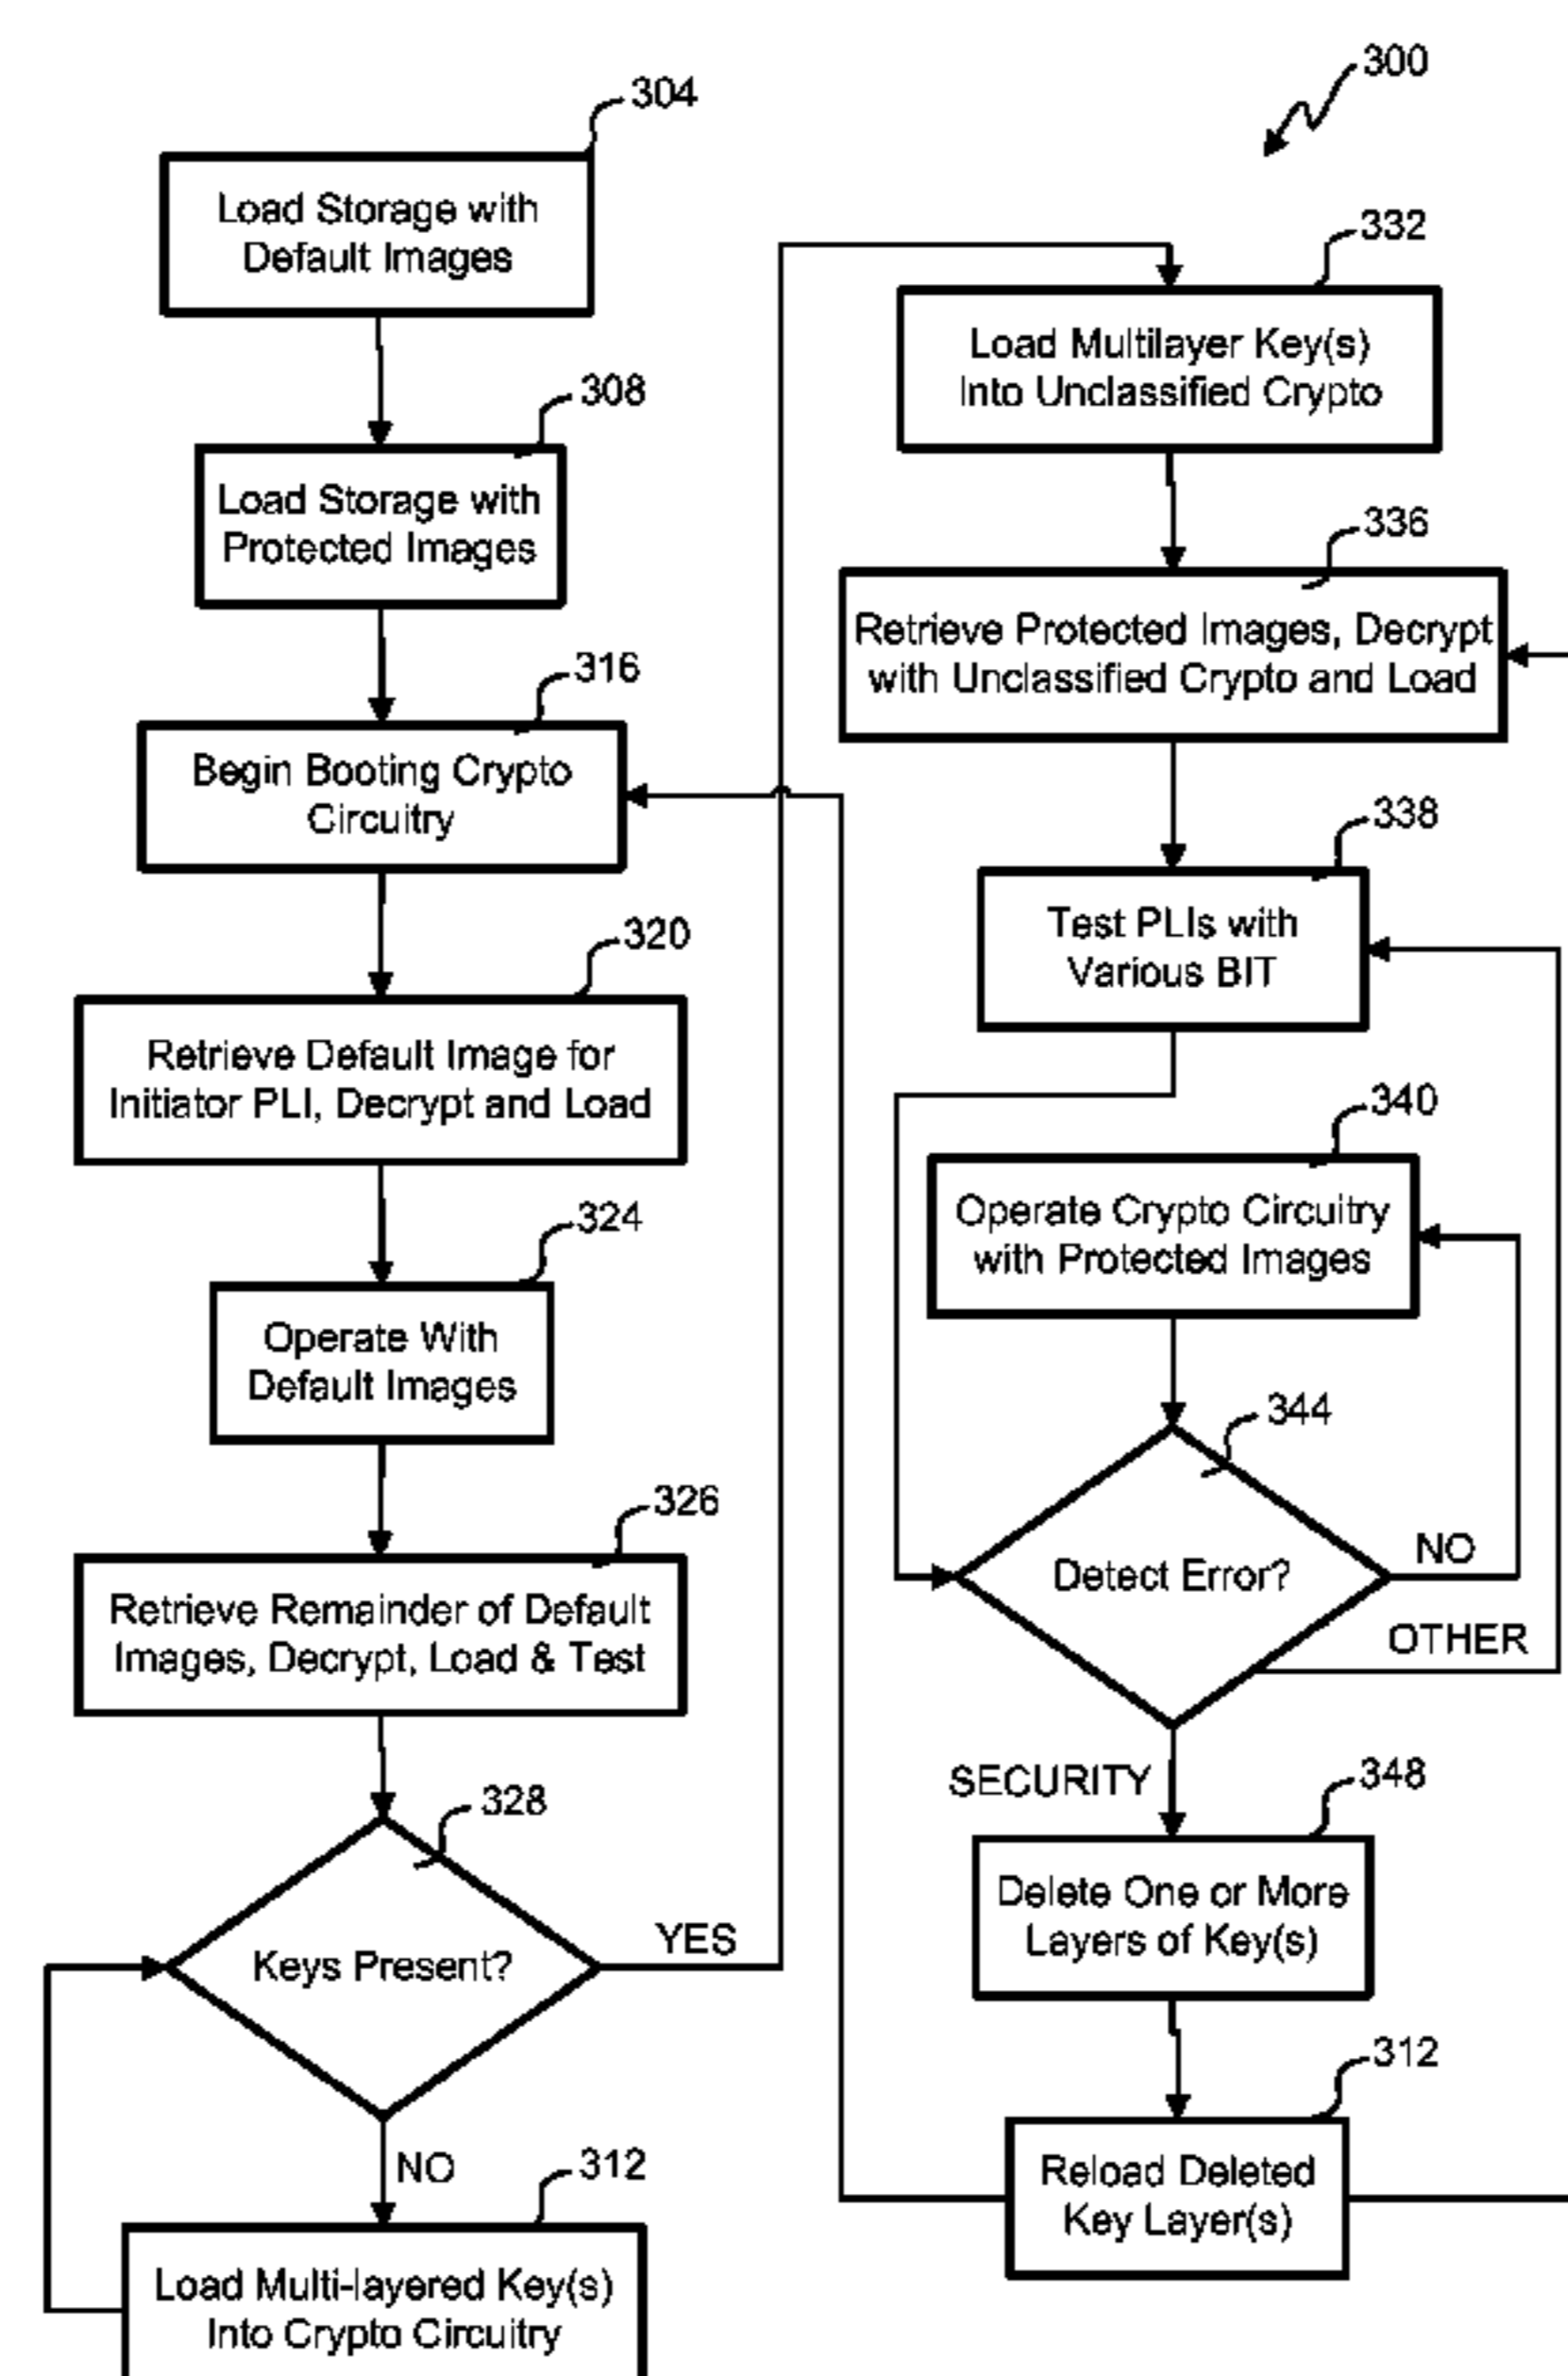 300
304
Load Storage with
Default Images
308
Load Storage with
Protected Images
316
Begin Booting Crypto
Circuitry
320
Retrieve Default Image for
Initiator PLI, Decrypt and Load
324
Operate With
Default Images
326
Retrieve Remainder of Default
Images, Decrypt, Load & Test
328
Keys Present?
YES
NO
312
Load Multi-layered Key(s)
Into Crypto Circuitry
332
Load Multilayer Key(s)
Into Unclassified Crypto
336
Retrieve Protected Images, Decrypt
with Unclassified Crypto and Load
338
Test PLIs with
Various BIT
340
Operate Crypto Circuitry
with Protected Images
344
Detect Error?
NO
OTHER
SECURITY
348
Delete One or More
Layers of Key(s)
312
Reload Deleted
Key Layer(s)